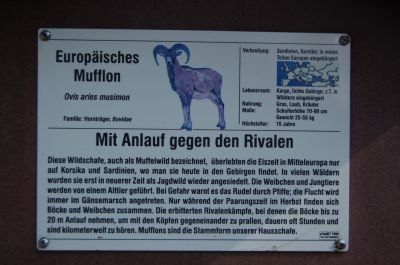 Europäisches
Mufflon
Ovis aries musimon
Familie: Hornträger, Bovidae
Verbreitung: Sardinien, Korsika; in vielen
Teilen Europas eingebürgert
Lebensraum: Karge, lichte Gebirge; z.T. in
Wäldern eingebürgert
Nahrung: Gras, Laub, Kräuter
Maße: Schulterhöhe 70-90 cm
Gewicht 25-55 kg
Höchstalter: 15 Jahre
Mit Anlauf gegen den Rivalen
Diese Wildschafe, auch als Muffelwild bezeichnet, überlebten die Eiszeit in Mitteleuropa nur
auf Korsika und Sardinien, wo man sie heute in den Gebirgen findet. In vielen Wäldern
wurden sie erst in neuerer Zeit als Jagdwild wieder angesiedelt. Die Weibchen und Jungtiere
werden von einem Alttier geführt. Bei Gefahr warnt es das Rudel durch Pfiffe; die Flucht wird
immer im Gänsemarsch angetreten. Nur während der Paarungszeit im Herbst finden sich
Böcke und Weibchen zusammen. Die erbitterten Rivalenkämpfe, bei denen die Böcke bis zu
20 m Anlauf nehmen, um mit den Köpfen gegeneinander zu prallen, dauern oft Stunden und
sind kilometerweit zu hören. Mufflons sind die Stammform unserer Hausschafe.